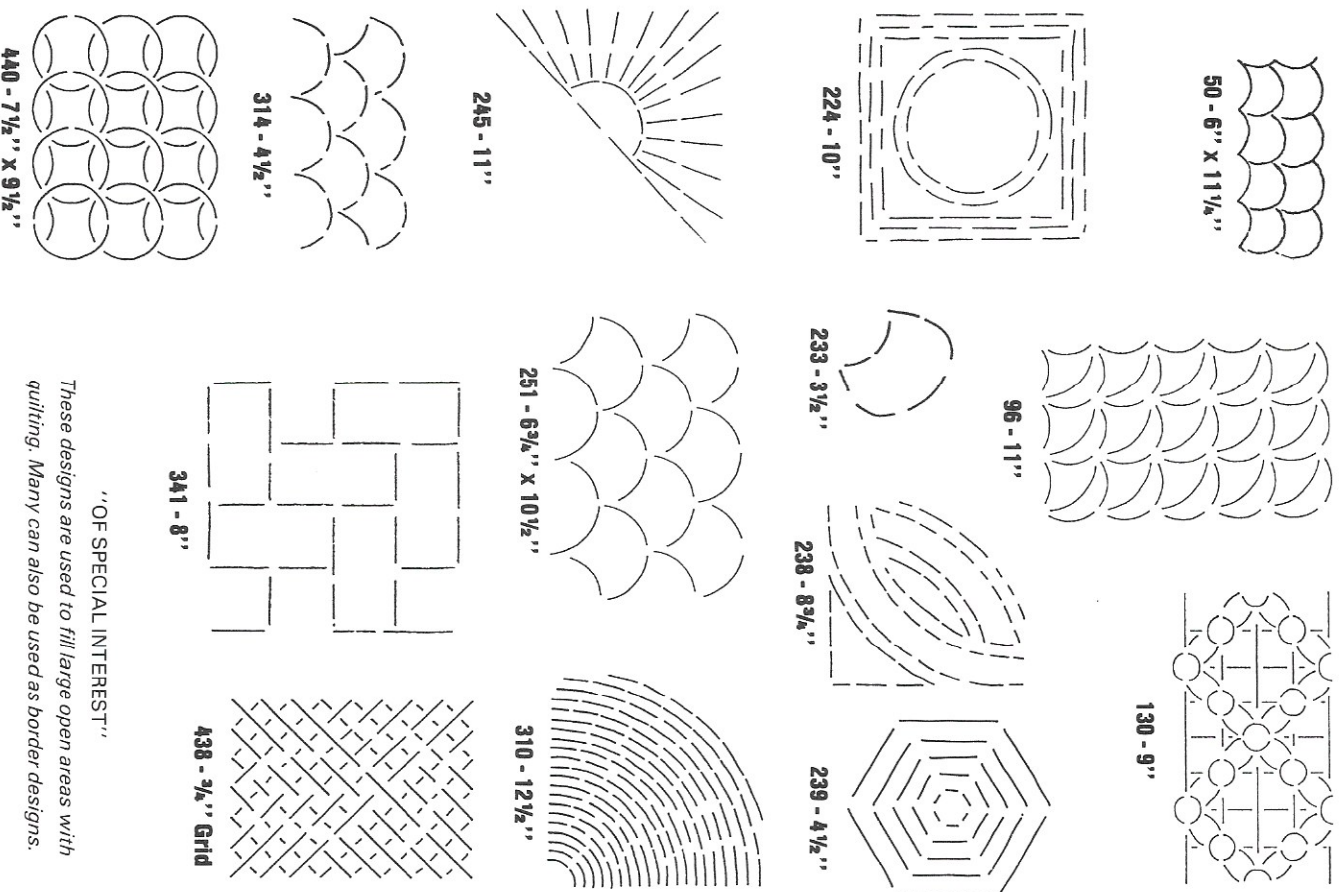 50 - 6" x 11¼"
96 - 11"
130 - 9"
224 - 10"
233 - 3½"
238 - 8¾"
239 - 4½"
245 - 11"
251 - 6¾" x 10½"
310 - 12½"
314 - 4½"
341 - 8"
438 - ¾" Grid
440 - 7½" x 9½"
"OF SPECIAL INTEREST"
These designs are used to fill large open areas with
quilting. Many can also be used as border designs.